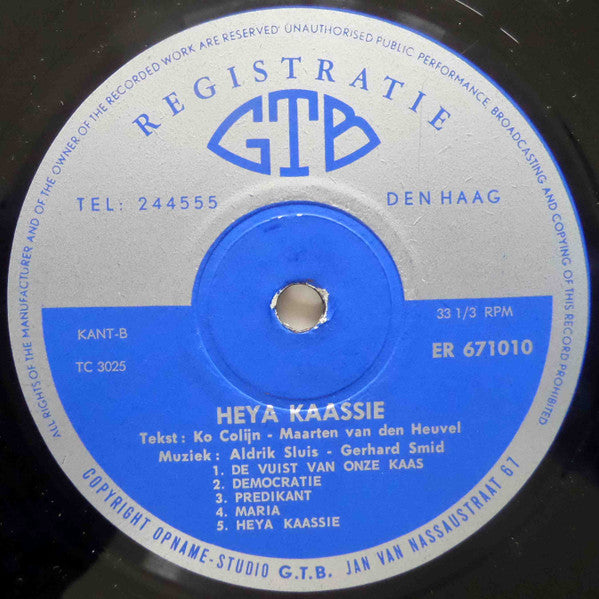 ALL RIGHTS OF THE MANUFACTURER AND OF THE OWNER OF THE RECORDED WORK ARE RESERVED UNAUTHORISED PUBLIC PERFORMANCE, BROADCASTING AND COPYING OF THIS RECORD PROHIBITED
REGISTRATIE
GTB
TEL: 244555 DEN HAAG
KANT-B 33 1/3 RPM
TC 3025 ER 671010
HEYA KAASSIE
Tekst: Ko Colijn - Maarten van den Heuvel
Muziek: Aldrik Sluis - Gerhard Smid
1. DE VUIST VAN ONZE KAAS
2. DEMOCRATIE
3. PREDIKANT
4. MARIA
5. HEYA KAASSIE
COPYRIGHT OPNAME-STUDIO G.T.B. JAN VAN NASSAUSTRAAT 67